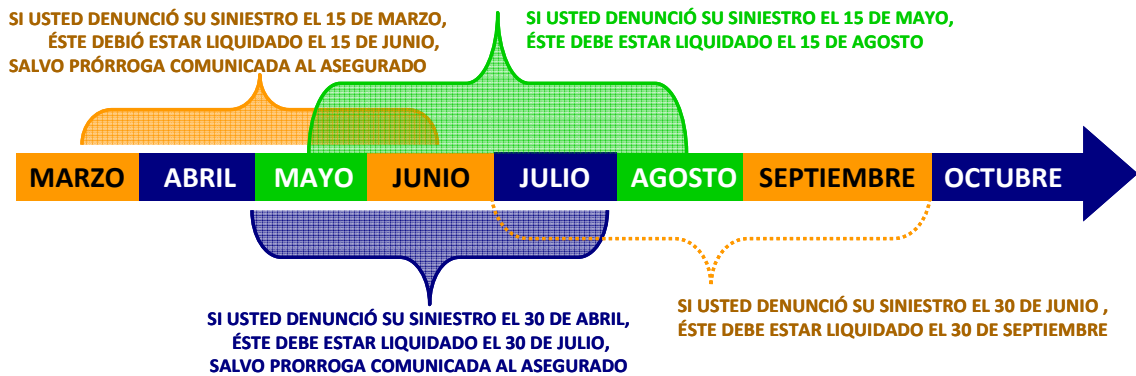 SI USTED DENUNCIÓ SU SINIESTRO EL 15 DE MARZO,
ÉSTE DEBIÓ ESTAR LIQUIDADO EL 15 DE JUNIO,
SALVO PRÓRROGA COMUNICADA AL ASEGURADO
SI USTED DENUNCIÓ SU SINIESTRO EL 15 DE MAYO,
ÉSTE DEBE ESTAR LIQUIDADO EL 15 DE AGOSTO
MARZO ABRIL MAYO JUNIO JULIO AGOSTO SEPTIEMBRE OCTUBRE
SI USTED DENUNCIÓ SU SINIESTRO EL 30 DE ABRIL,
ÉSTE DEBE ESTAR LIQUIDADO EL 30 DE JULIO,
SALVO PRORROGA COMUNICADA AL ASEGURADO
SI USTED DENUNCIÓ SU SINIESTRO EL 30 DE JUNIO ,
ÉSTE DEBE ESTAR LIQUIDADO EL 30 DE SEPTIEMBRE